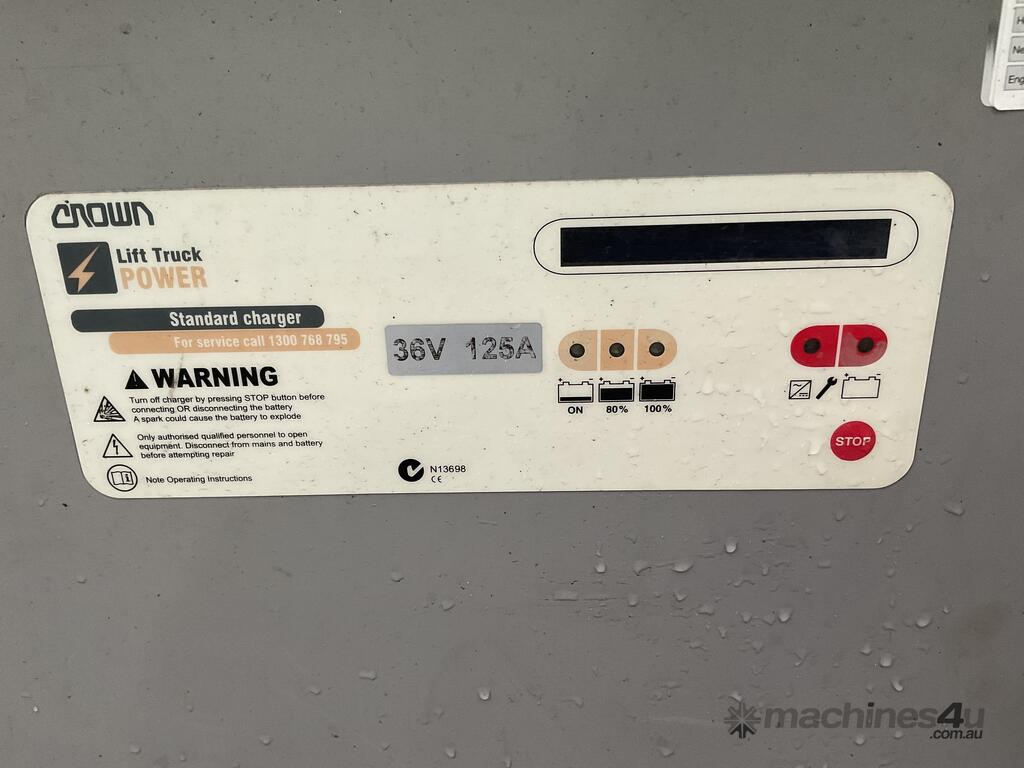 CROWN
Lift Truck
POWER
Standard charger
For service call 1300 768 795
WARNING
Turn off charger by pressing STOP button before
connecting OR disconnecting the battery
A spark could cause the battery to explode
Only authorised qualified personnel to open
equipment. Disconnect from mains and battery
before attempting repair
Note Operating Instructions
36V 125A
N13698
CE
ON 80% 100%
STOP
Ne
Eng
machines4u
.com.au